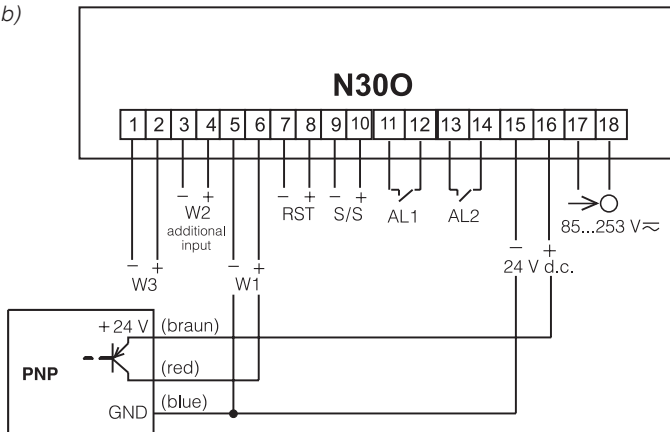 b)
N30O
1 2 3 4 5 6 7 8 9 10 11 12 13 14 15 16 17 18
− + − + − +
W2 RST S/S AL1 AL2
additional
input
85...253 V≂
− + − + − +
W3 W1 24 V d.c.
+24 V (braun)
PNP
(red)
GND (blue)